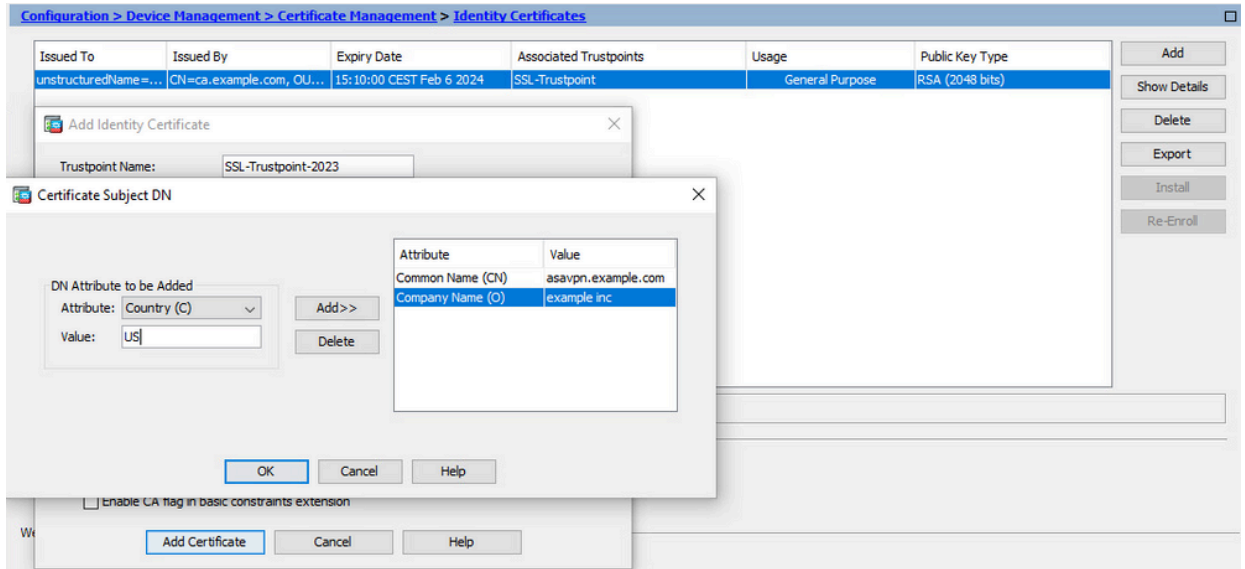 Configuration > Device Management > Certificate Management > Identity Certificates
Issued To Issued By Expiry Date Associated Trustpoints Usage Public Key Type
unstructuredName=... CN=ca.example.com, OU... 15:10:00 CEST Feb 6 2024 SSL-Trustpoint General Purpose RSA (2048 bits)
Add
Show Details
Delete
Export
Install
Re-Enroll
Add Identity Certificate
Trustpoint Name: SSL-Trustpoint-2023
Certificate Subject DN
DN Attribute to be Added
Attribute: Country (C)
Value: US
Add>>
Delete
Attribute Value
Common Name (CN) asavpn.example.com
Company Name (O) example inc
OK Cancel Help
Enable CA flag in basic constraints extension
We
Add Certificate Cancel Help